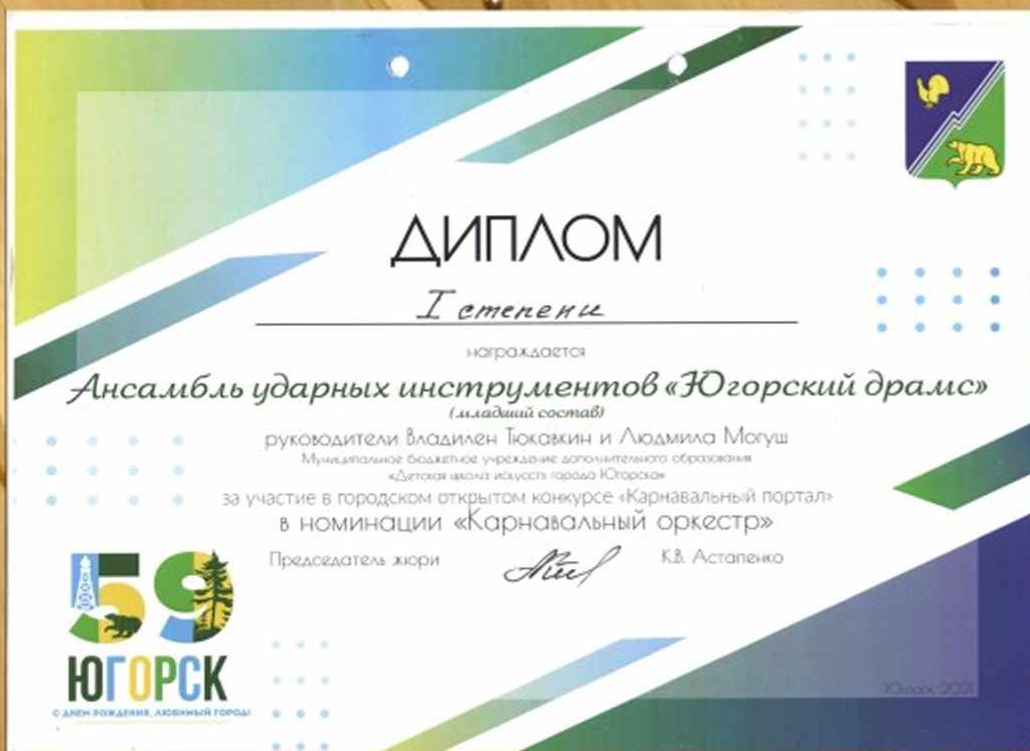 ДИПЛОМ
I степени
награждается
Ансамбль ударных инструментов «Югорский драмс»
(младший состав)
руководители Владилен Тюкавкин и Людмила Могуш
Муниципальное бюджетное учреждение дополнительного образования
«Детская школа искусств города Югорска»
за участие в городском открытом конкурсе «Карнавальный портал»
в номинации «Карнавальный оркестр»
Председатель жюри К.В. Астапенко
59
ЮГОРСК
С ДНЕМ РОЖДЕНИЯ, ЛЮБИМЫЙ ГОРОД!
Югорск, 2021